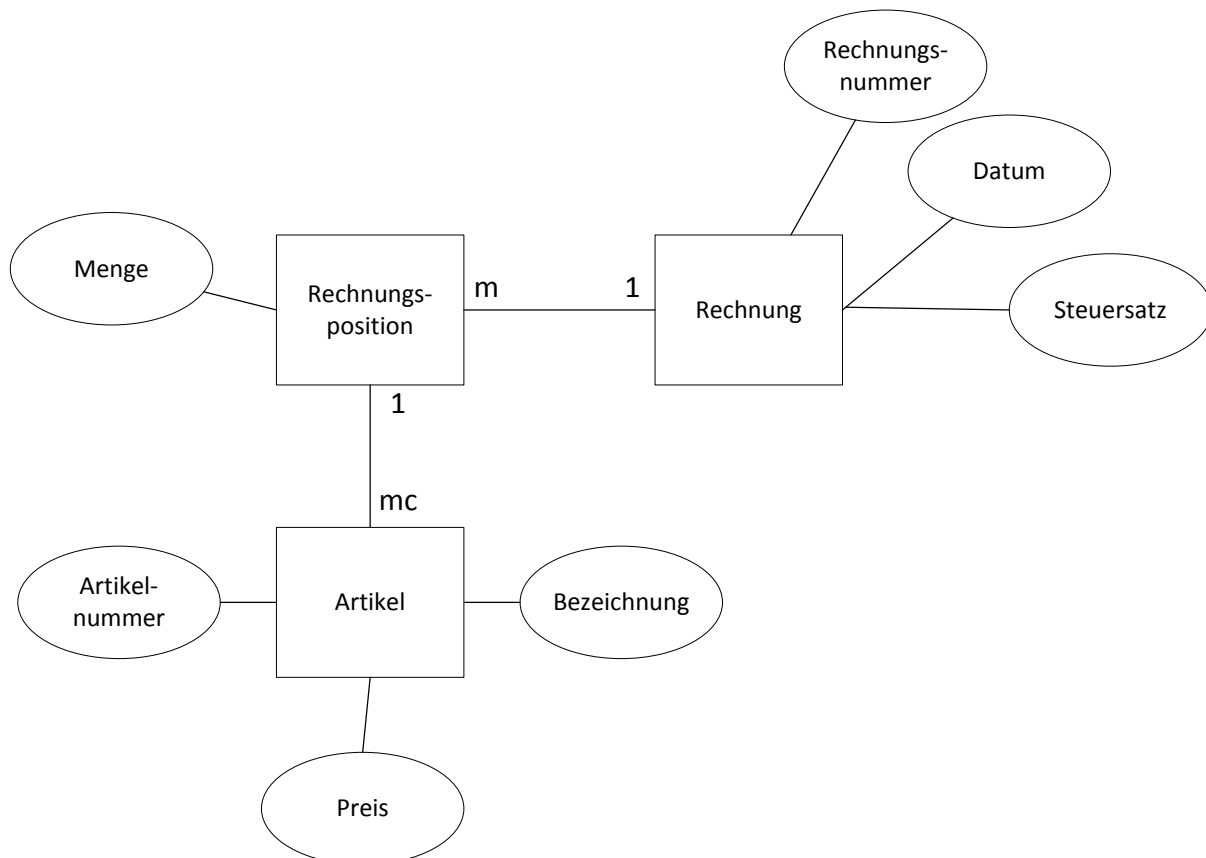 Rechnungs-
nummer
Datum
Menge
Rechnungs-
position
m
1
Rechnung
Steuersatz
1
mc
Artikel-
nummer
Artikel
Bezeichnung
Preis